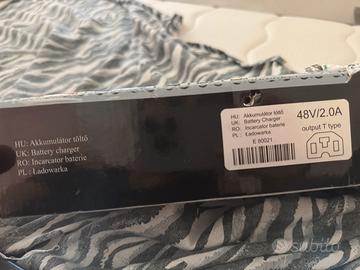 HU: Akkumulátor töltő
UK: Battery charger
RO: Incarcator baterie
PL : Ładowarka
HU: Akkumulátor töltő
UK: Battery Charger
RO: Incarcator baterie
PL: Ładowarka
E 80021
48V/2.0A
output T type
subito